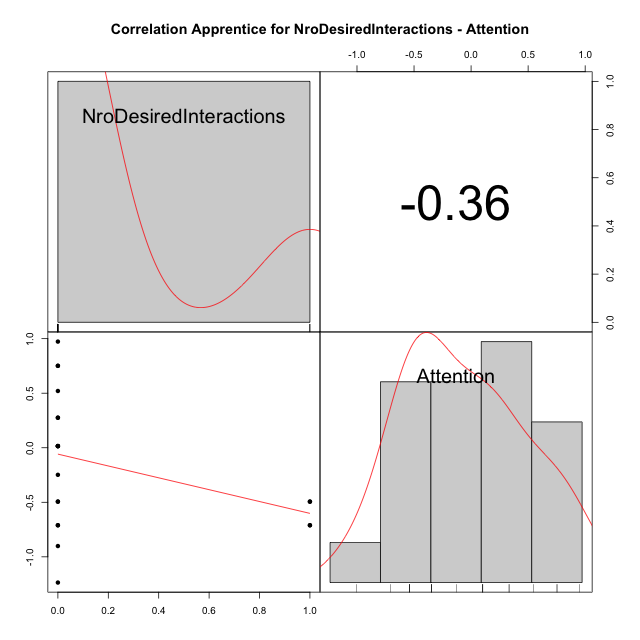 Correlation Apprentice for NroDesiredInteractions - Attention
-1.0 -0.5 0.0 0.5 1.0
NroDesiredInteractions
-0.36
1.0
0.8
0.6
0.4
0.2
0.0
1.0
0.5
0.0
-0.5
-1.0
Attention
0.0 0.2 0.4 0.6 0.8 1.0